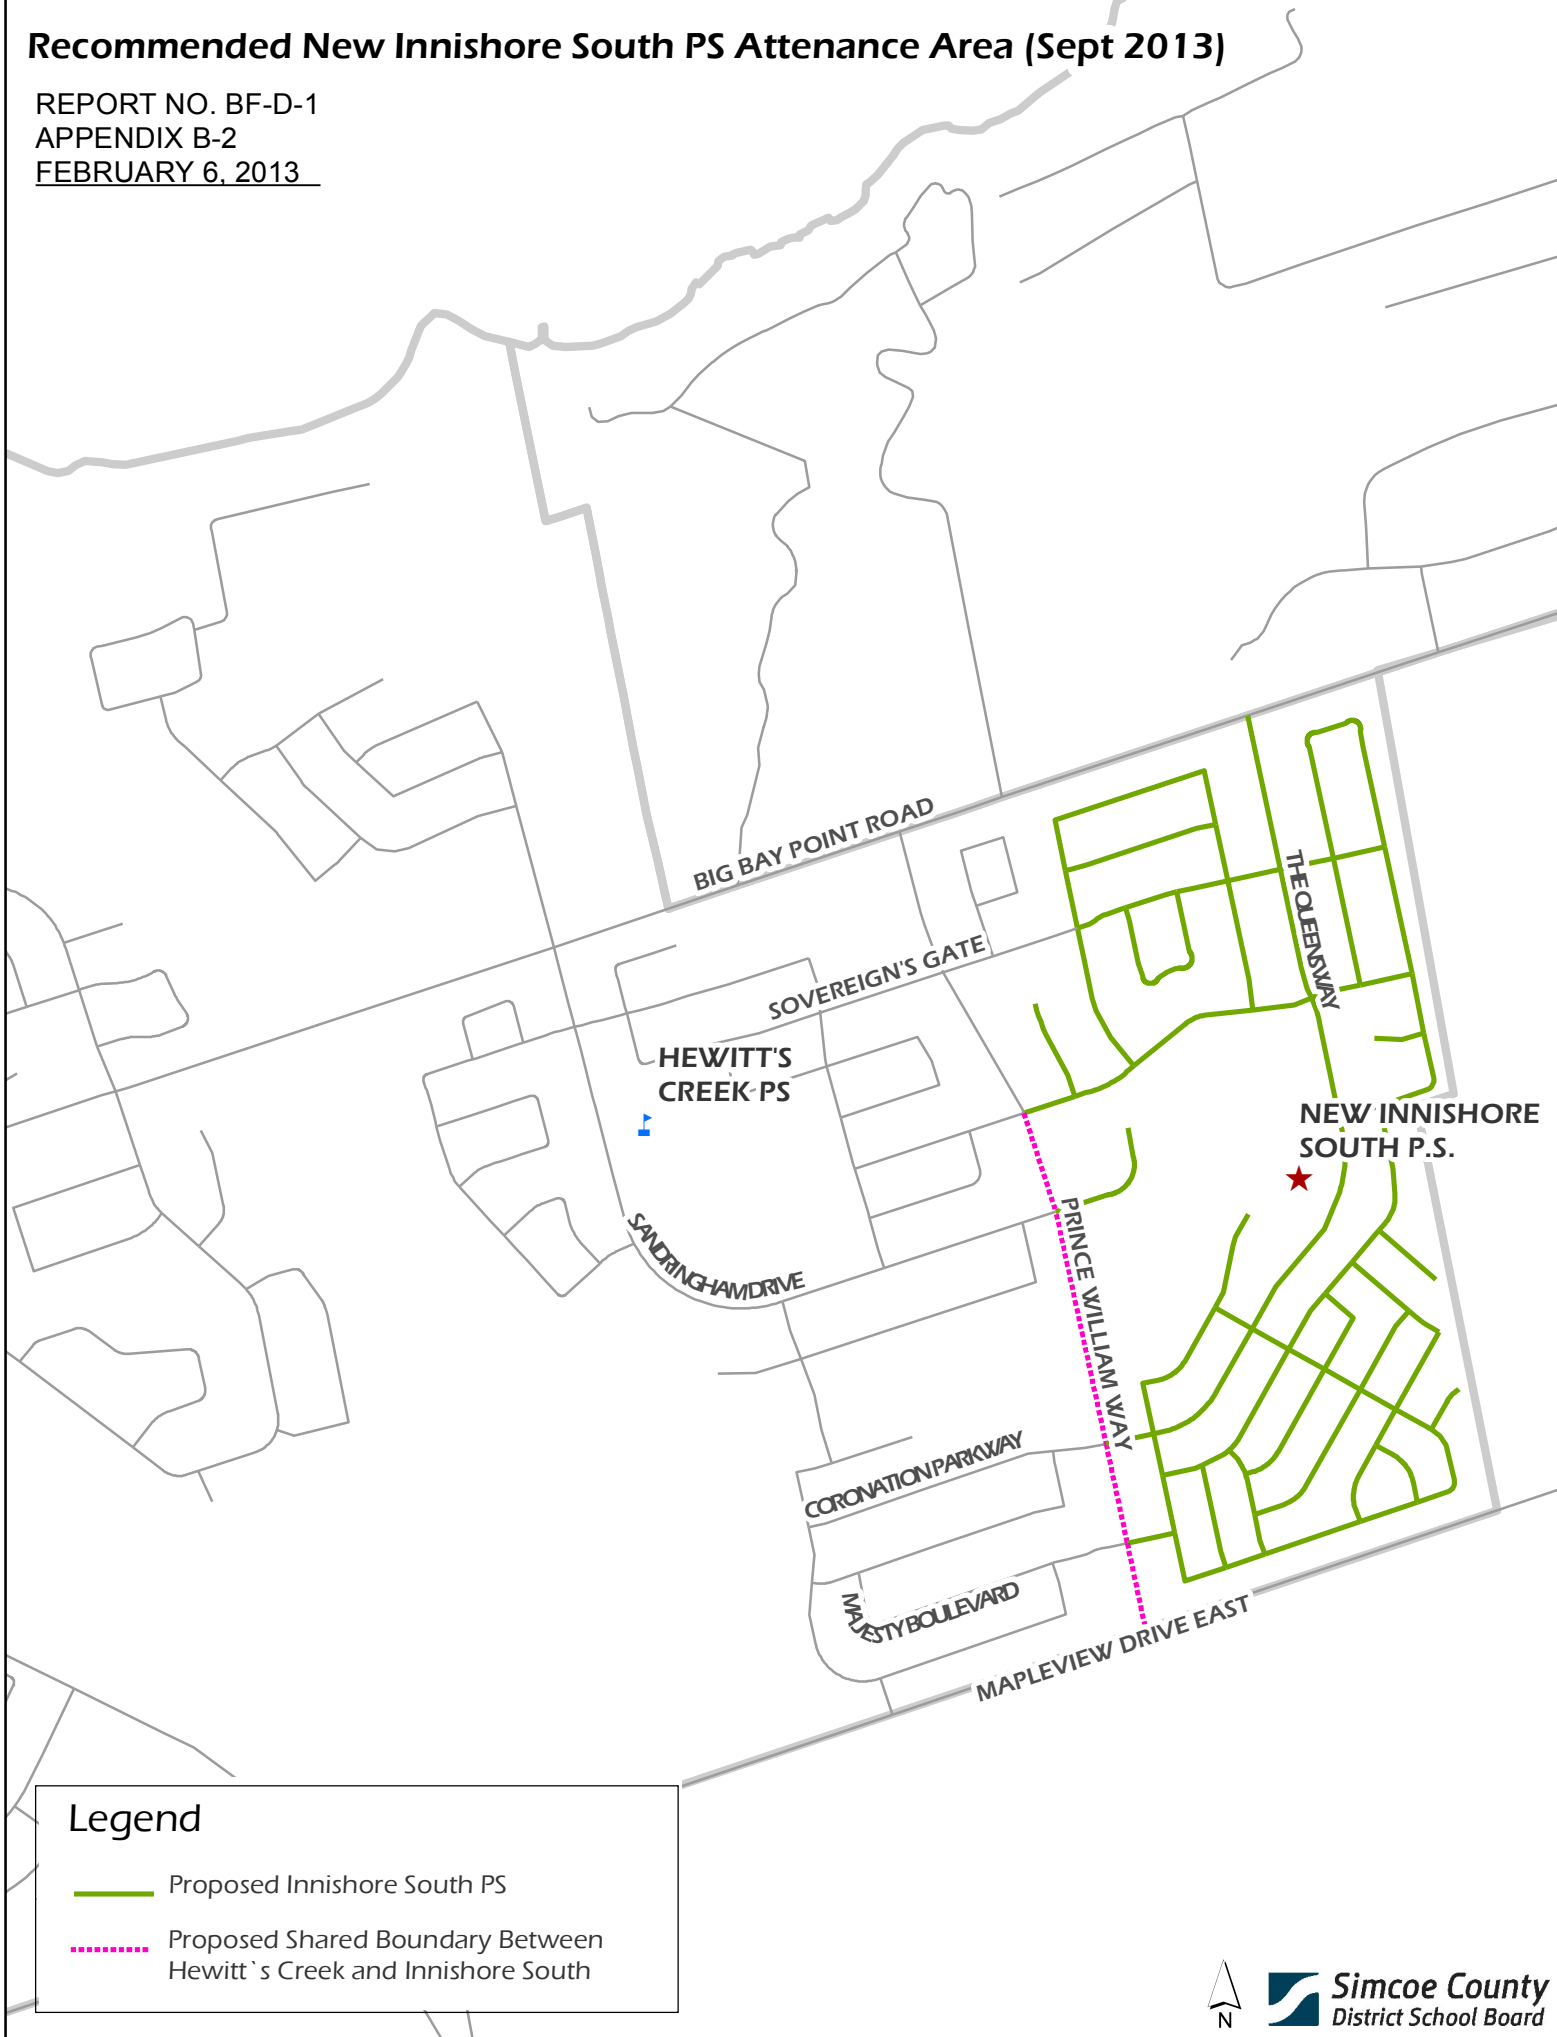 Recommended New Innishore South PS Attenance Area (Sept 2013)
REPORT NO. BF-D-1
APPENDIX B-2
FEBRUARY 6, 2013
BIG BAY POINT ROAD
THE QUEENSWAY
SOVEREIGN'S GATE
HEWITT'S
CREEK PS
NEW INNISHORE
SOUTH P.S.
PRINCE WILLIAM WAY
SANDRINGHAM DRIVE
CORONATION PARKWAY
MAJESTY BOULEVARD
MAPLEVIEW DRIVE EAST
Legend
Proposed Innishore South PS
Proposed Shared Boundary Between
Hewitt`s Creek and Innishore South
N
Simcoe County
District School Board